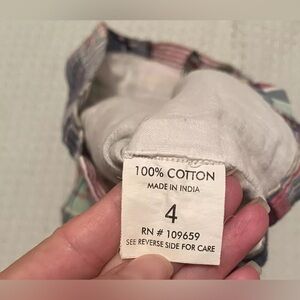 100% COTTON
MADE IN INDIA
4
RN # 109659
SEE REVERSE SIDE FOR CARE